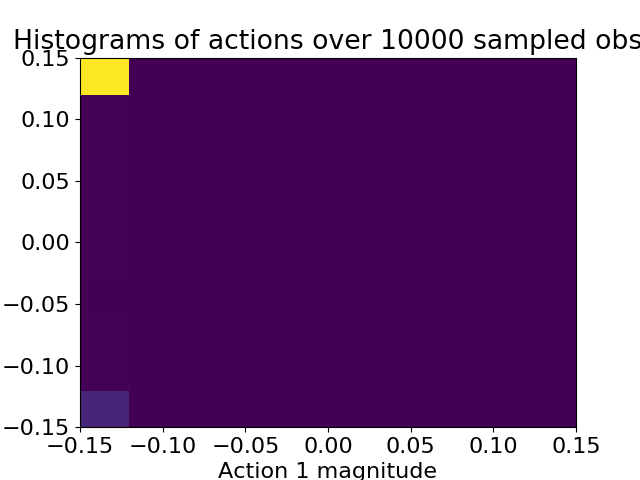 Histograms of actions over 10000 sampled obs
0.15
0.10
0.05
0.00
−0.05
−0.10
−0.15
−0.15 −0.10 −0.05 0.00 0.05 0.10 0.15
Action 1 magnitude